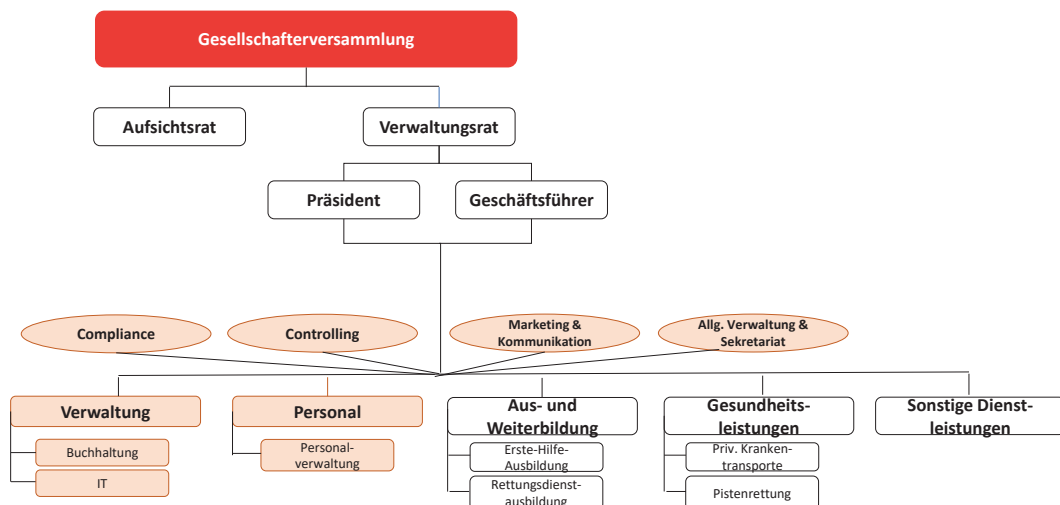 Gesellschafterversammlung
Aufsichtsrat
Verwaltungsrat
Präsident
Geschäftsführer
Compliance
Controlling
Marketing &
Kommunikation
Allg. Verwaltung &
Sekretariat
Verwaltung
Personal
Aus- und
Weiterbildung
Gesundheits-
leistungen
Sonstige Dienst-
leistungen
Buchhaltung
IT
Personal-
verwaltung
Erste-Hilfe-
Ausbildung
Rettungsdienst-
ausbildung
Priv. Kranken-
transporte
Pistenrettung